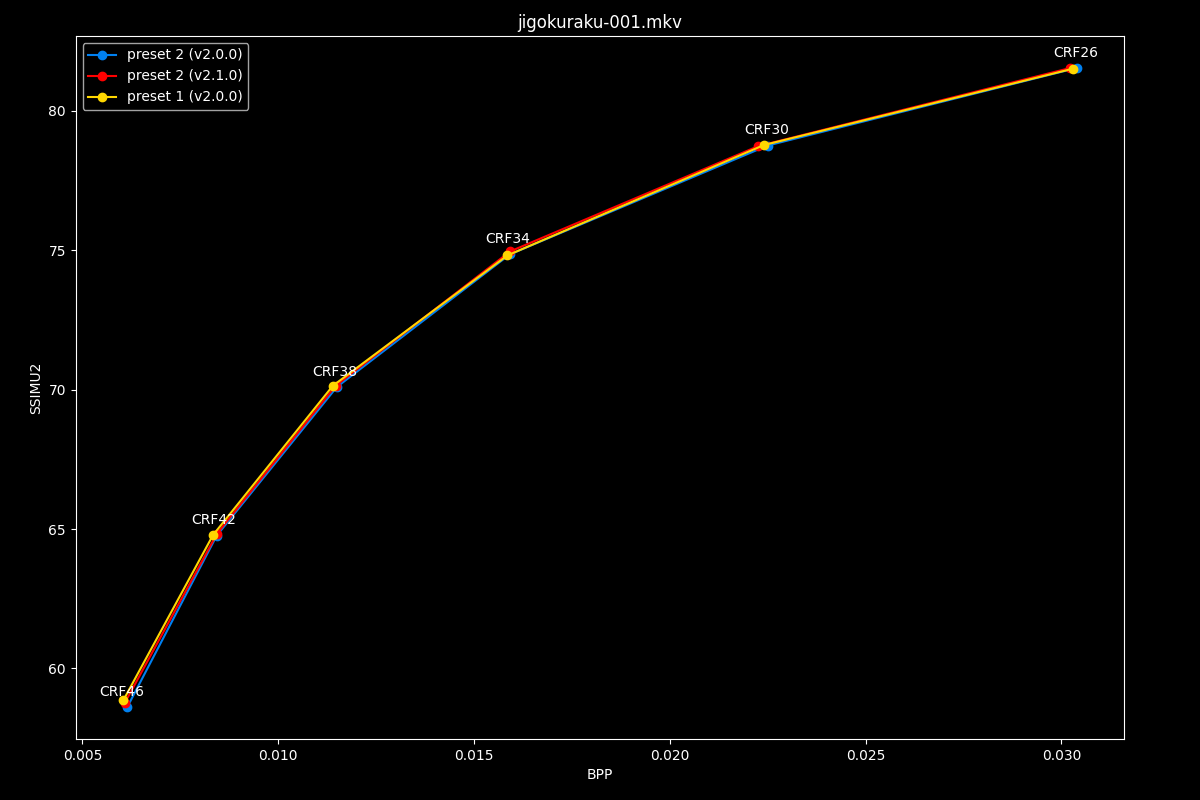 jigokuraku-001.mkv
preset 2 (v2.0.0)
preset 2 (v2.1.0)
preset 1 (v2.0.0)
CRF26
CRF30
CRF34
CRF38
CRF42
CRF46
80
75
70
65
60
SSIMU2
0.005 0.010 0.015 0.020 0.025 0.030
BPP